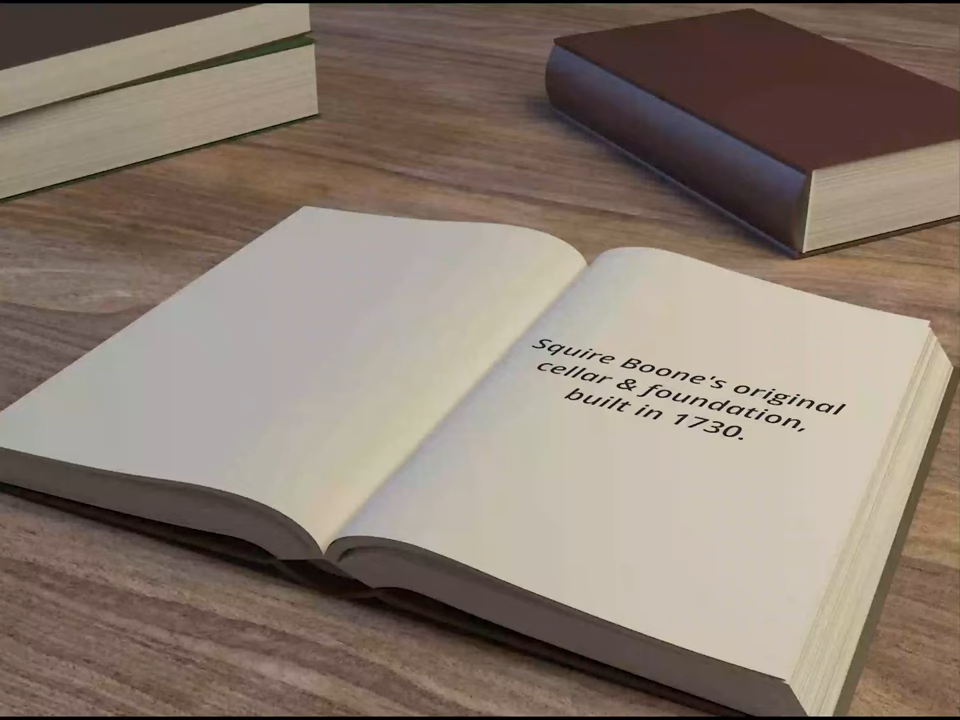 Squire Boone's original
cellar & foundation,
built in 1730.